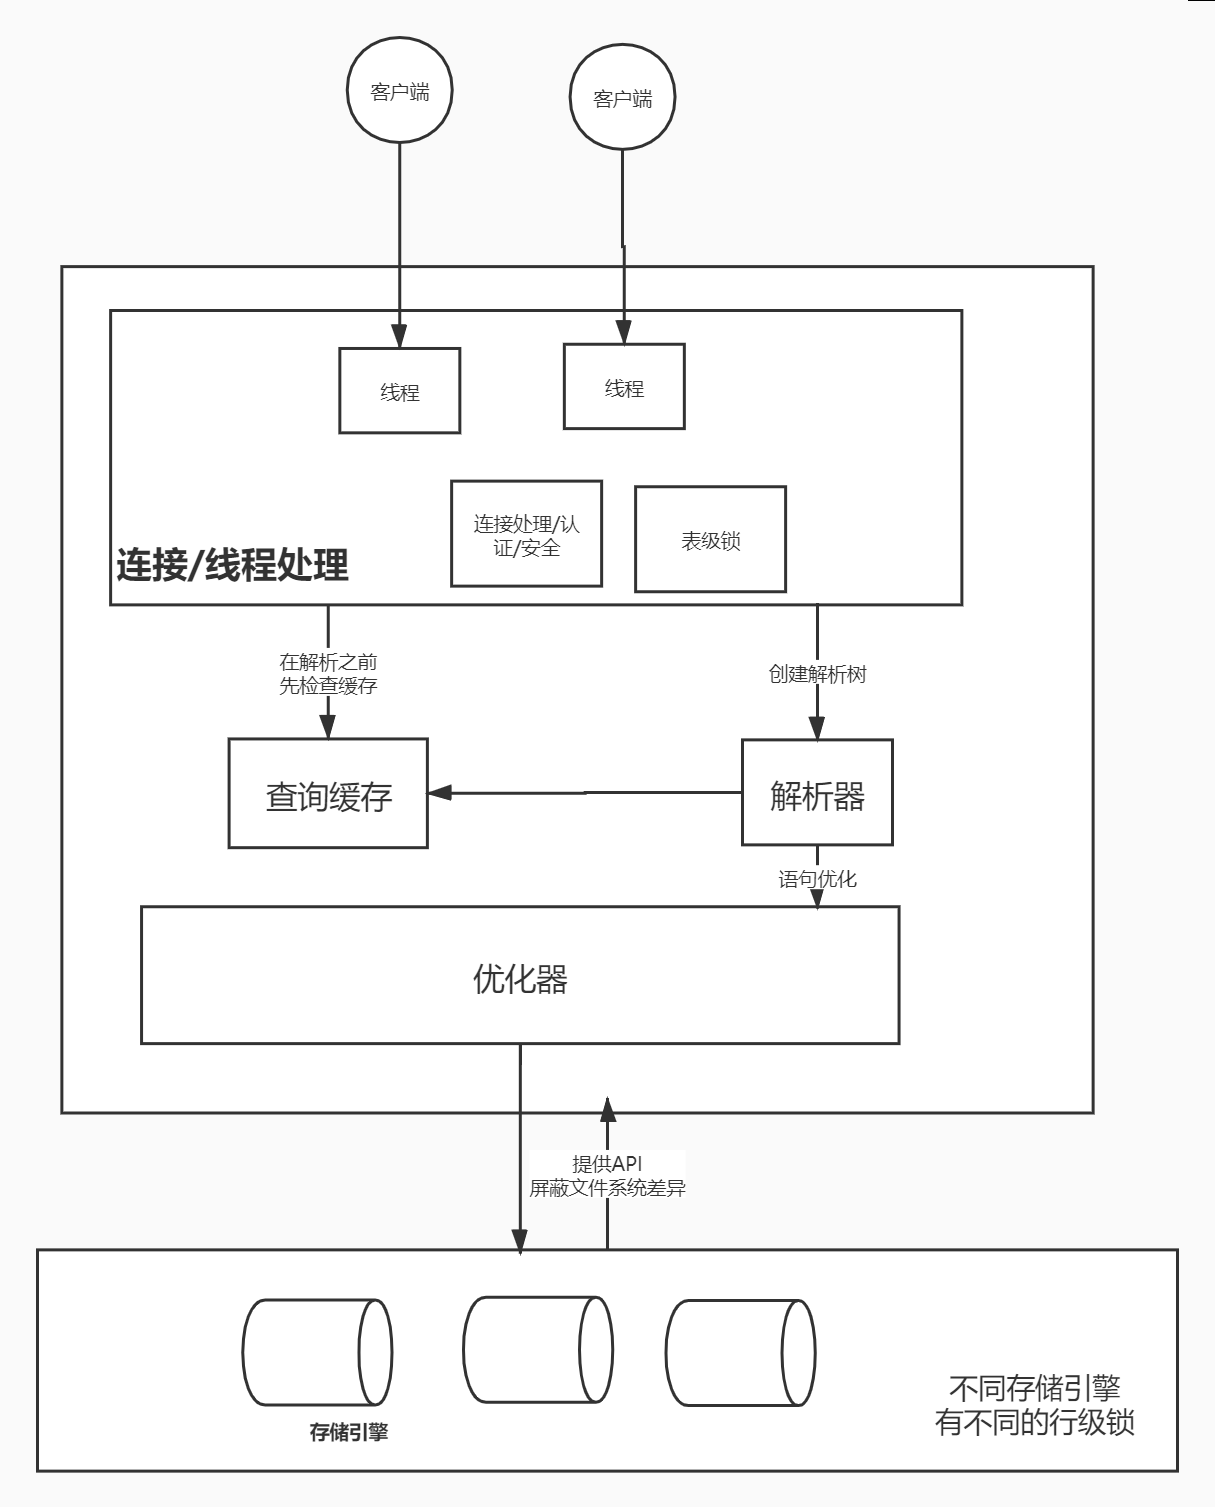 客户端
客户端
线程
线程
连接处理/认
证/安全
表级锁
连接/线程处理
在解析之前
先检查缓存
创建解析树
查询缓存
解析器
语句优化
优化器
提供API
屏蔽文件系统差异
不同存储引擎
有不同的行级锁
存储引擎